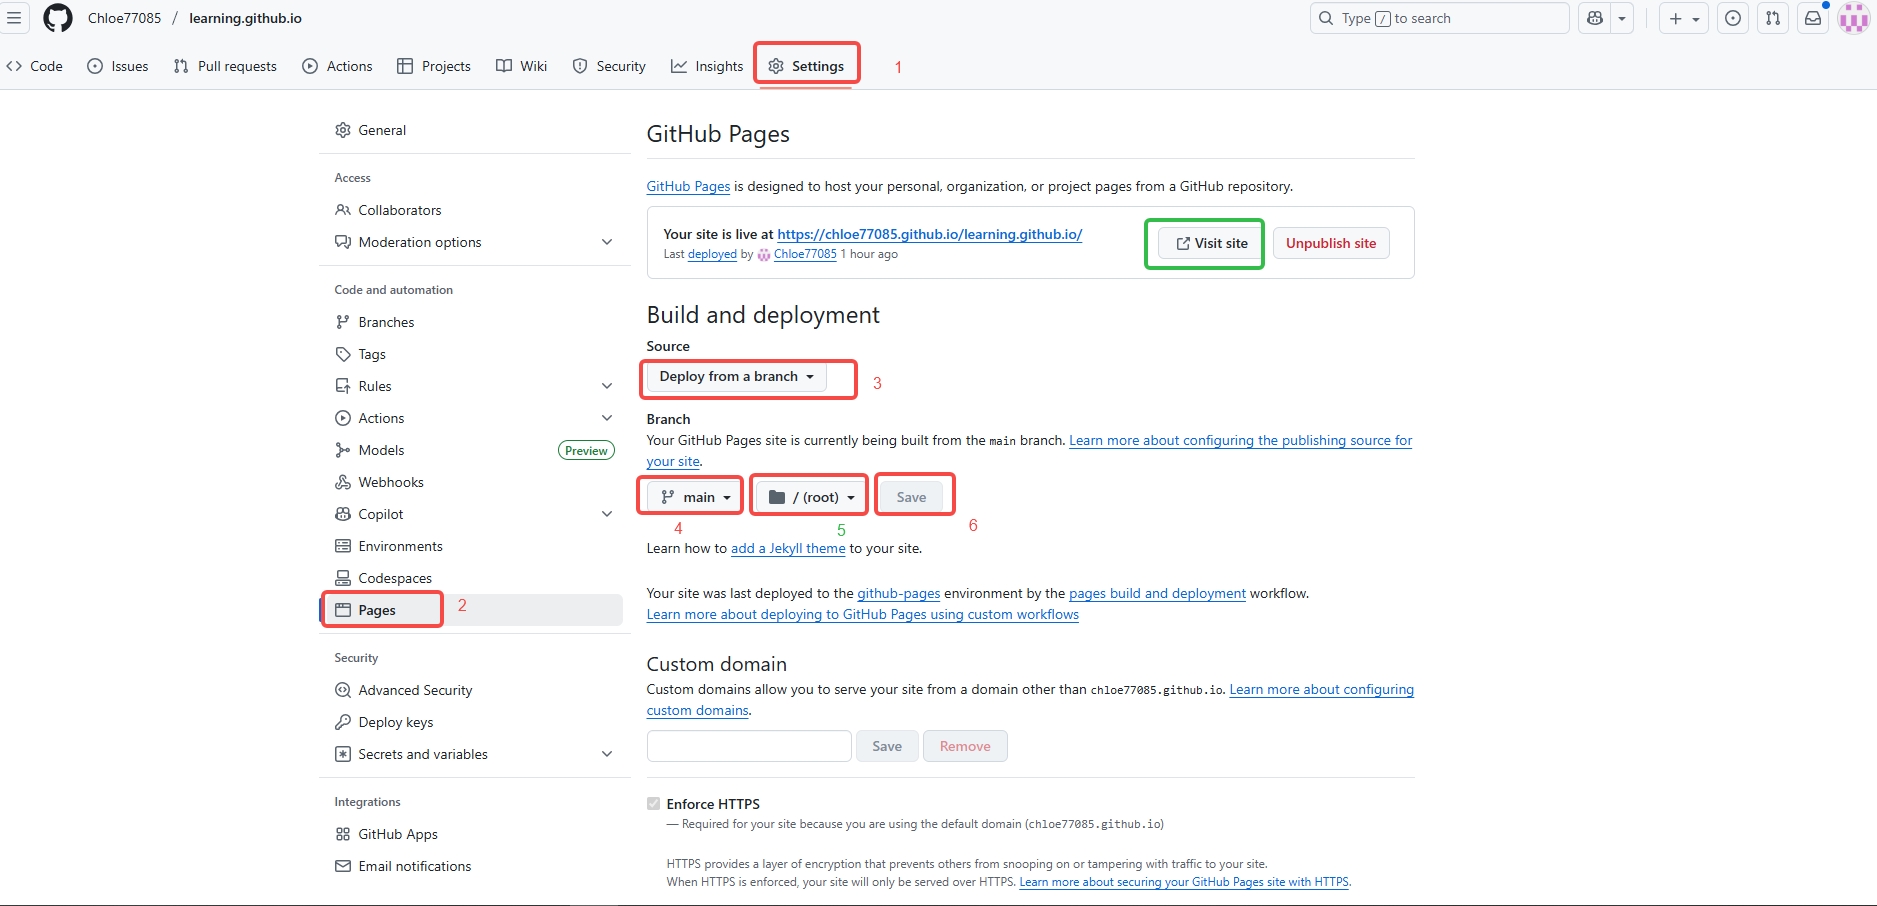 Chloe77085 / learning.github.io
Type / to search
Code Issues Pull requests Actions Projects Wiki Security Insights Settings 1
General
Access
Collaborators
Moderation options
Code and automation
Branches
Tags
Rules
Actions
Models Preview
Webhooks
Copilot
Environments
Codespaces
Pages 2
Security
Advanced Security
Deploy keys
Secrets and variables
Integrations
GitHub Apps
Email notifications
GitHub Pages
GitHub Pages is designed to host your personal, organization, or project pages from a GitHub repository.
Your site is live at https://chloe77085.github.io/learning.github.io/
Last deployed by Chloe77085 1 hour ago
Visit site Unpublish site
Build and deployment
Source
Deploy from a branch 3
Branch
Your GitHub Pages site is currently being built from the main branch. Learn more about configuring the publishing source for
your site.
main / (root) Save
4 5 6
Learn how to add a Jekyll theme to your site.
Your site was last deployed to the github-pages environment by the pages build and deployment workflow.
Learn more about deploying to GitHub Pages using custom workflows
Custom domain
Custom domains allow you to serve your site from a domain other than chloe77085.github.io. Learn more about configuring
custom domains.
Save Remove
Enforce HTTPS
— Required for your site because you are using the default domain (chloe77085.github.io)
HTTPS provides a layer of encryption that prevents others from snooping on or tampering with traffic to your site.
When HTTPS is enforced, your site will only be served over HTTPS. Learn more about securing your GitHub Pages site with HTTPS.